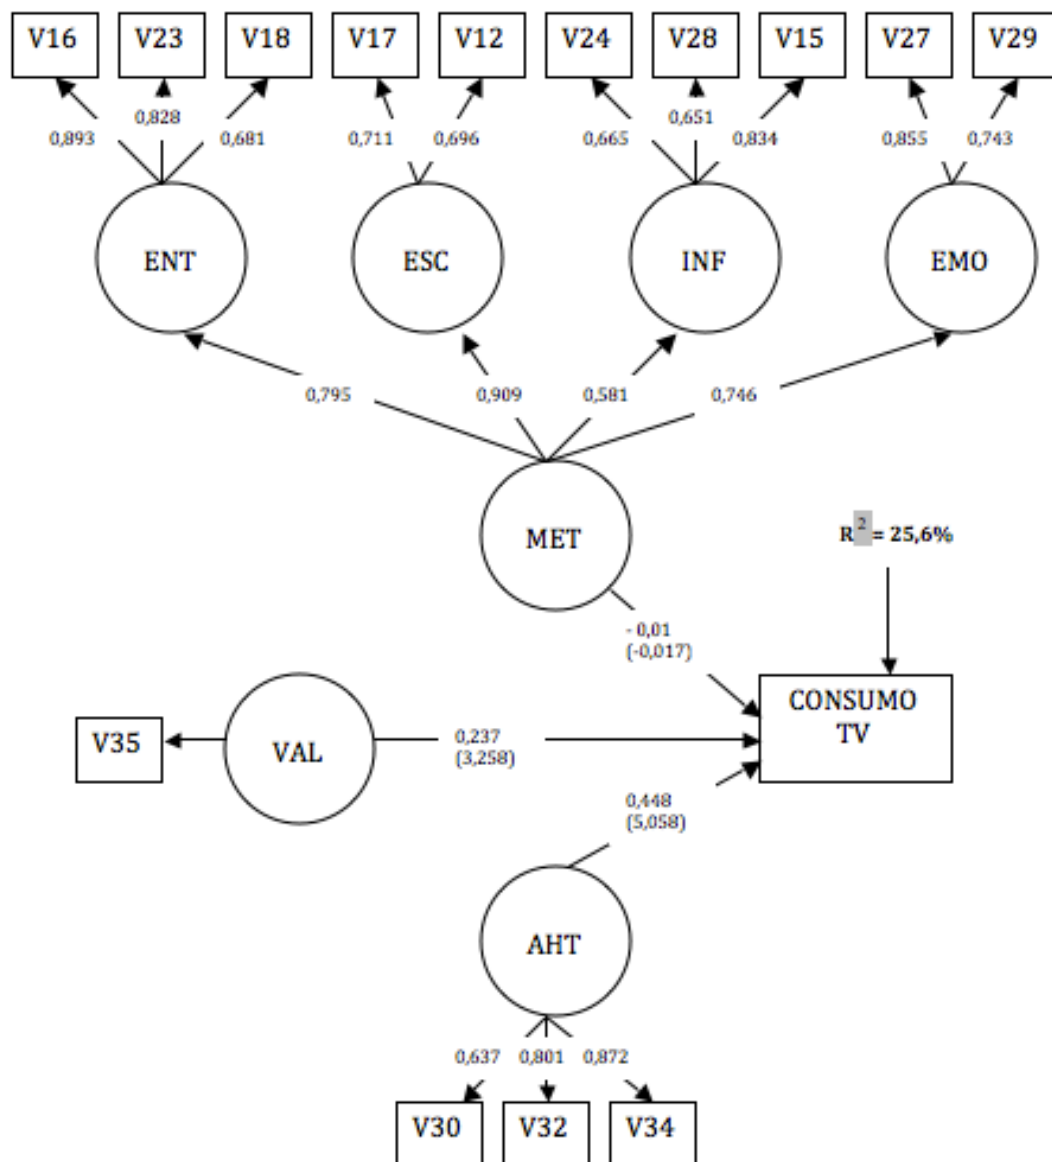 V16 V23 V18 V17 V12 V24 V28 V15 V27 V29
0,893 0,828 0,681 0,711 0,696 0,665 0,651 0,834 0,855 0,743
ENT ESC INF EMO
0,795 0,909 0,581 0,746
MET
R²= 25,6%
- 0,01
(-0,017)
CONSUMO
TV
V35
VAL
0,237
(3,258)
0,448
(5,058)
AHT
0,637 0,801 0,872
V30 V32 V34